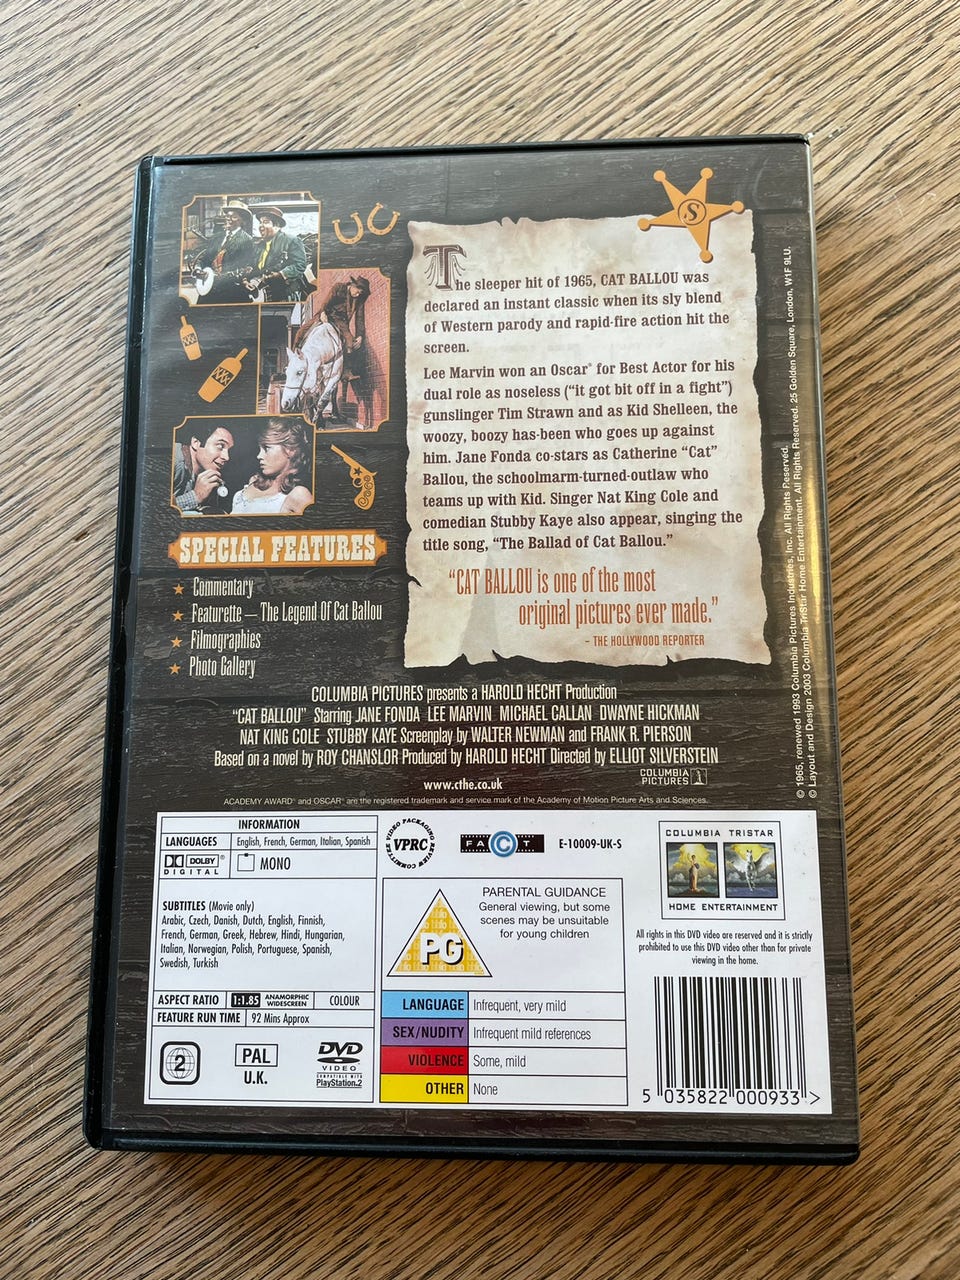 S
The sleeper hit of 1965, CAT BALLOU was
declared an instant classic when its sly blend
of Western parody and rapid-fire action hit the
screen.
Lee Marvin won an Oscar® for Best Actor for his
dual role as noseless ("it got bit off in a fight")
gunslinger Tim Strawn and as Kid Shelleen, the
woozy, boozy has-been who goes up against
him. Jane Fonda co-stars as Catherine "Cat"
Ballou, the schoolmarm-turned-outlaw who
teams up with Kid. Singer Nat King Cole and
comedian Stubby Kaye also appear, singing the
title song, "The Ballad of Cat Ballou."
"CAT BALLOU is one of the most
original pictures ever made."
– THE HOLLYWOOD REPORTER
XXX
XXX
SPECIAL FEATURES
★ Commentary
★ Featurette – The Legend Of Cat Ballou
★ Filmographies
★ Photo Gallery
COLUMBIA PICTURES presents a HAROLD HECHT Production
"CAT BALLOU" Starring JANE FONDA LEE MARVIN MICHAEL CALLAN DWAYNE HICKMAN
NAT KING COLE STUBBY KAYE Screenplay by WALTER NEWMAN and FRANK R. PIERSON
Based on a novel by ROY CHANSLOR Produced by HAROLD HECHT Directed by ELLIOT SILVERSTEIN
www.cthe.co.uk
COLUMBIA
PICTURES
ACADEMY AWARD® and OSCAR® are the registered trademark and service mark of the Academy of Motion Picture Arts and Sciences.
© 1965, renewed 1993 Columbia Pictures Industries, Inc. All Rights Reserved.
© Layout and Design 2003 Columbia TriStar Home Entertainment. All Rights Reserved. 25 Golden Square, London, W1F 9LU.
INFORMATION
LANGUAGES English, French, German, Italian, Spanish
DOLBY DIGITAL MONO
SUBTITLES (Movie only)
Arabic, Czech, Danish, Dutch, English, Finnish,
French, German, Greek, Hebrew, Hindi, Hungarian,
Italian, Norwegian, Polish, Portuguese, Spanish,
Swedish, Turkish
ASPECT RATIO 1:1.85 ANAMORPHIC WIDESCREEN COLOUR
FEATURE RUN TIME 92 Mins Approx
2
PAL
U.K.
DVD
VIDEO
COMPATIBLE WITH
PlayStation.2
VIDEO PACKAGING REVIEW COMMITTEE
VPRC
FACT
E-10009-UK-S
PG
PARENTAL GUIDANCE
General viewing, but some
scenes may be unsuitable
for young children
LANGUAGE Infrequent, very mild
SEX/NUDITY Infrequent mild references
VIOLENCE Some, mild
OTHER None
COLUMBIA TRISTAR
HOME ENTERTAINMENT
All rights in this DVD video are reserved and it is strictly
prohibited to use this DVD video other than for private
viewing in the home.
5 035822 000933 >